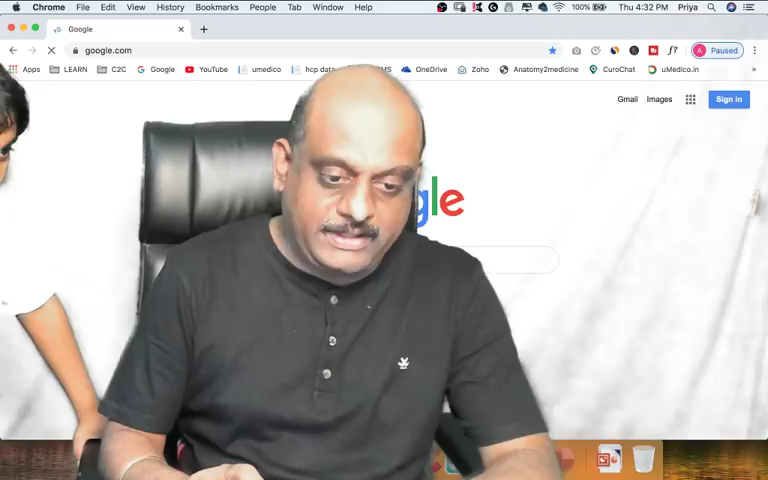 Chrome File Edit View History Bookmarks People Tab Window Help 100% Thu 4:32 PM Priya
Google
google.com
A Paused
Apps LEARN C2C Google YouTube umedico hcp data OneDrive Zoho Anatomy2medicine CuroChat uMedico.in »
Gmail Images Sign in
gle